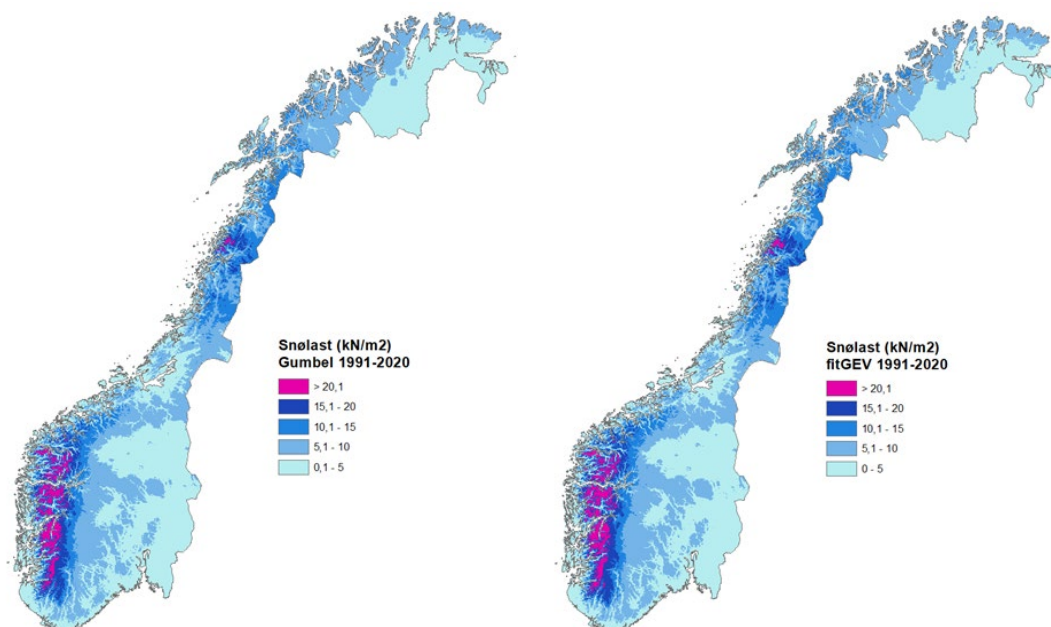 Snølast (kN/m2)
Gumbel 1991-2020
> 20,1
15,1 - 20
10,1 - 15
5,1 - 10
0,1 - 5
Snølast (kN/m2)
fitGEV 1991-2020
> 20,1
15,1 - 20
10,1 - 15
5,1 - 10
0 - 5